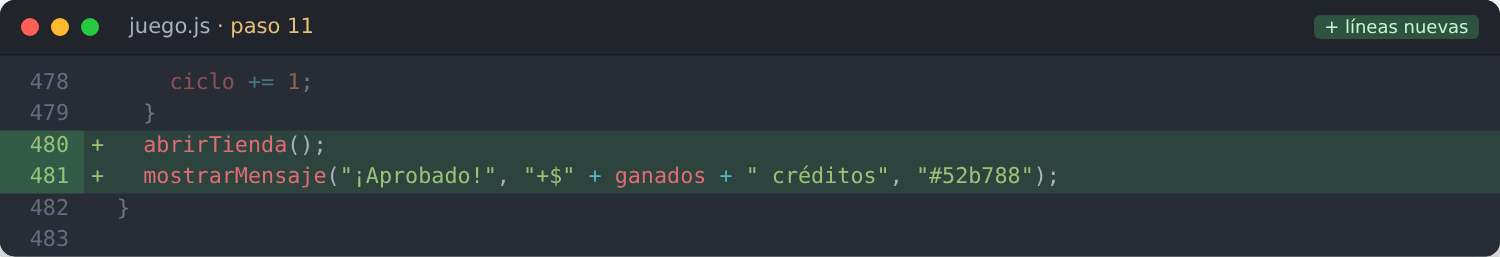 juego.js · paso 11
+ líneas nuevas
478 ciclo += 1;
479 }
480 + abrirTienda();
481 + mostrarMensaje("¡Aprobado!", "+$" + ganados + " créditos", "#52b788");
482 }
483